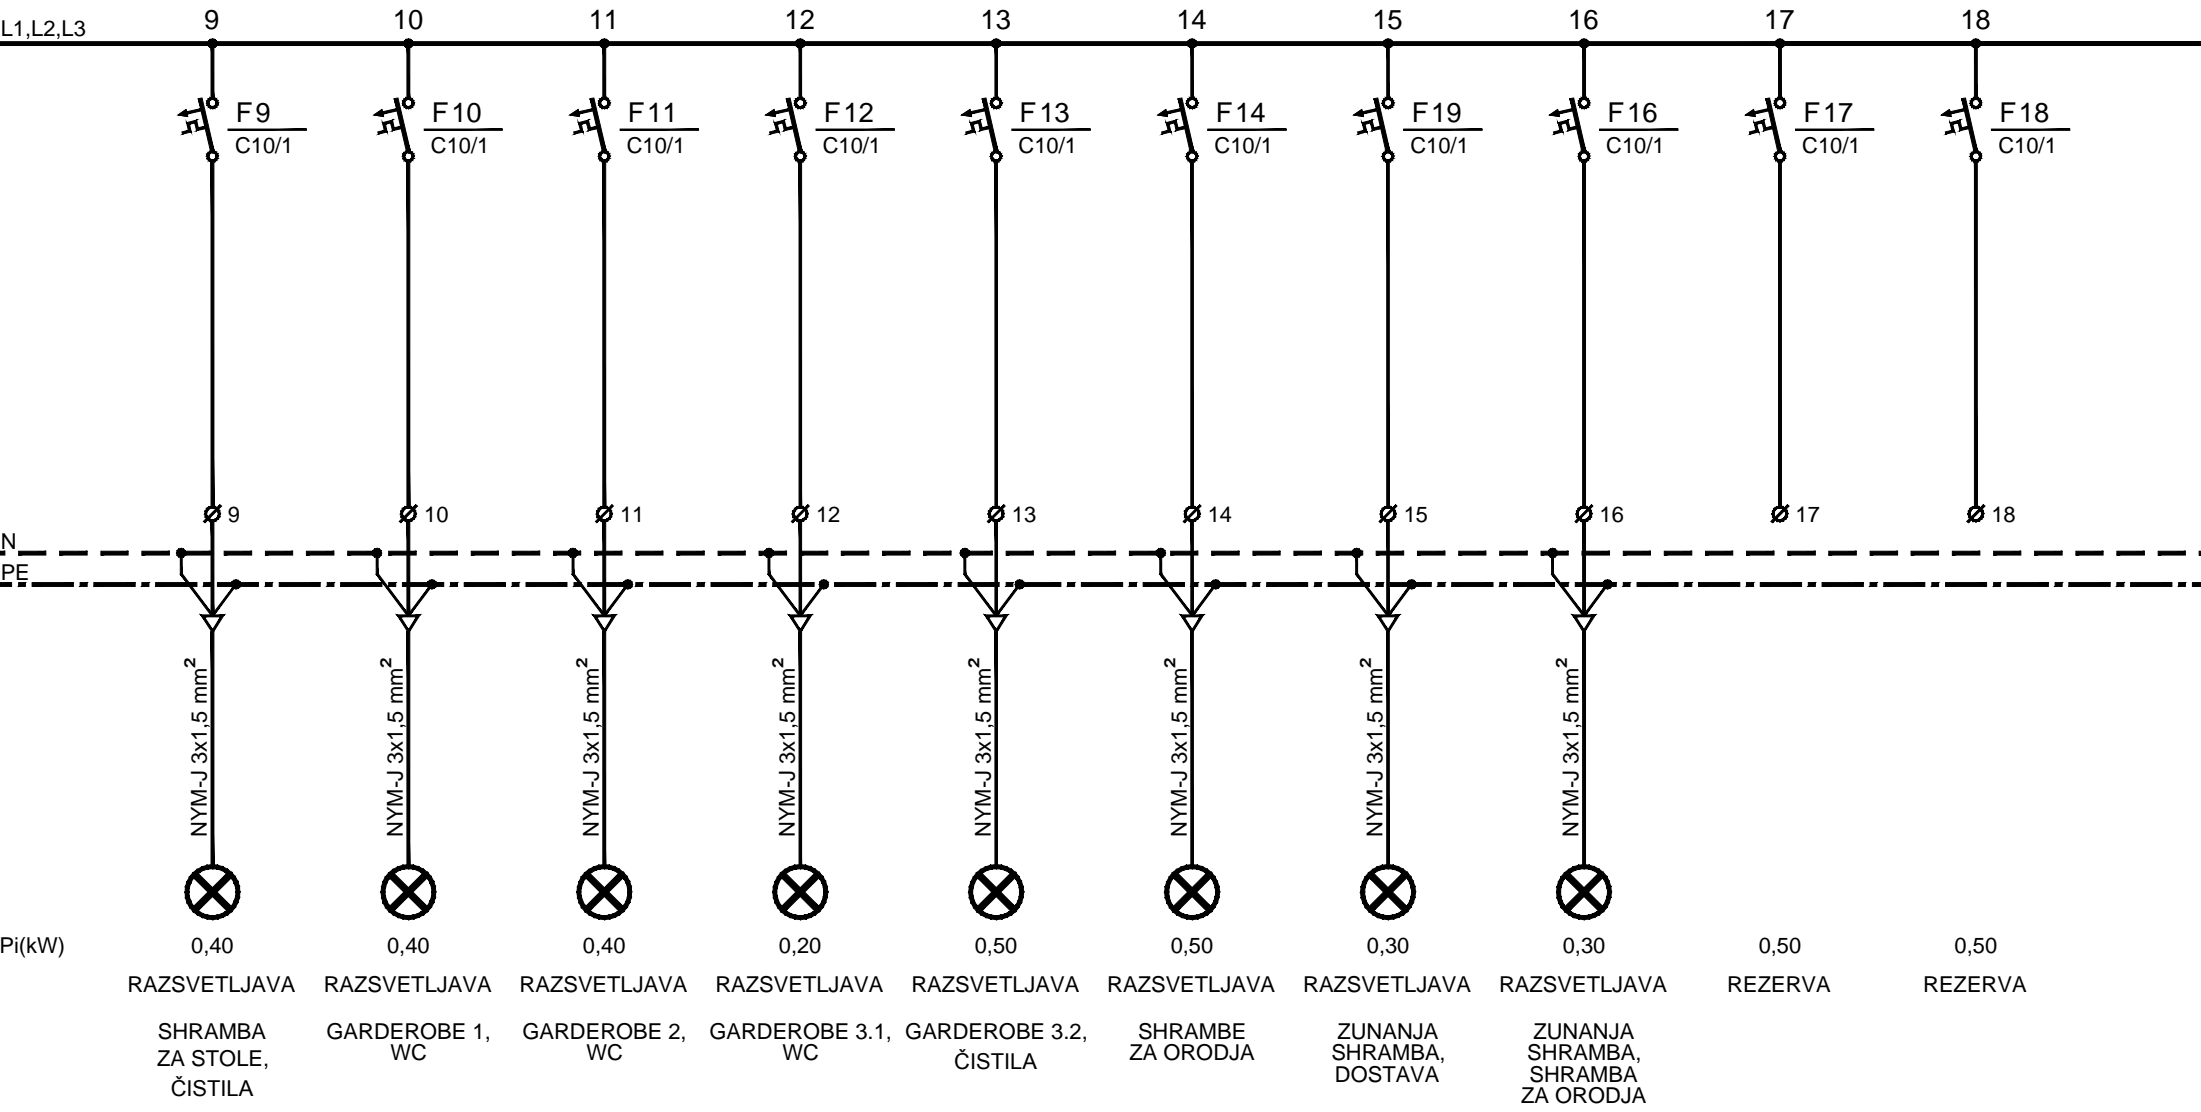 L1,L2,L3
9 10 11 12 13 14 15 16 17 18
F9 F10 F11 F12 F13 F14 F19 F16 F17 F18
C10/1 C10/1 C10/1 C10/1 C10/1 C10/1 C10/1 C10/1 C10/1 C10/1
9 10 11 12 13 14 15 16 17 18
N
PE
NYM-J 3x1,5 mm²
NYM-J 3x1,5 mm²
NYM-J 3x1,5 mm²
NYM-J 3x1,5 mm²
NYM-J 3x1,5 mm²
NYM-J 3x1,5 mm²
NYM-J 3x1,5 mm²
NYM-J 3x1,5 mm²
Pi(kW) 0,40 0,40 0,40 0,20 0,50 0,50 0,30 0,30 0,50 0,50
RAZSVETLJAVA RAZSVETLJAVA RAZSVETLJAVA RAZSVETLJAVA RAZSVETLJAVA RAZSVETLJAVA RAZSVETLJAVA RAZSVETLJAVA REZERVA REZERVA
SHRAMBA
ZA STOLE,
ČISTILA
GARDEROBE 1,
WC
GARDEROBE 2,
WC
GARDEROBE 3.1,
WC
GARDEROBE 3.2,
ČISTILA
SHRAMBE
ZA ORODJA
ZUNANJA
SHRAMBA,
DOSTAVA
ZUNANJA
SHRAMBA,
SHRAMBA
ZA ORODJA